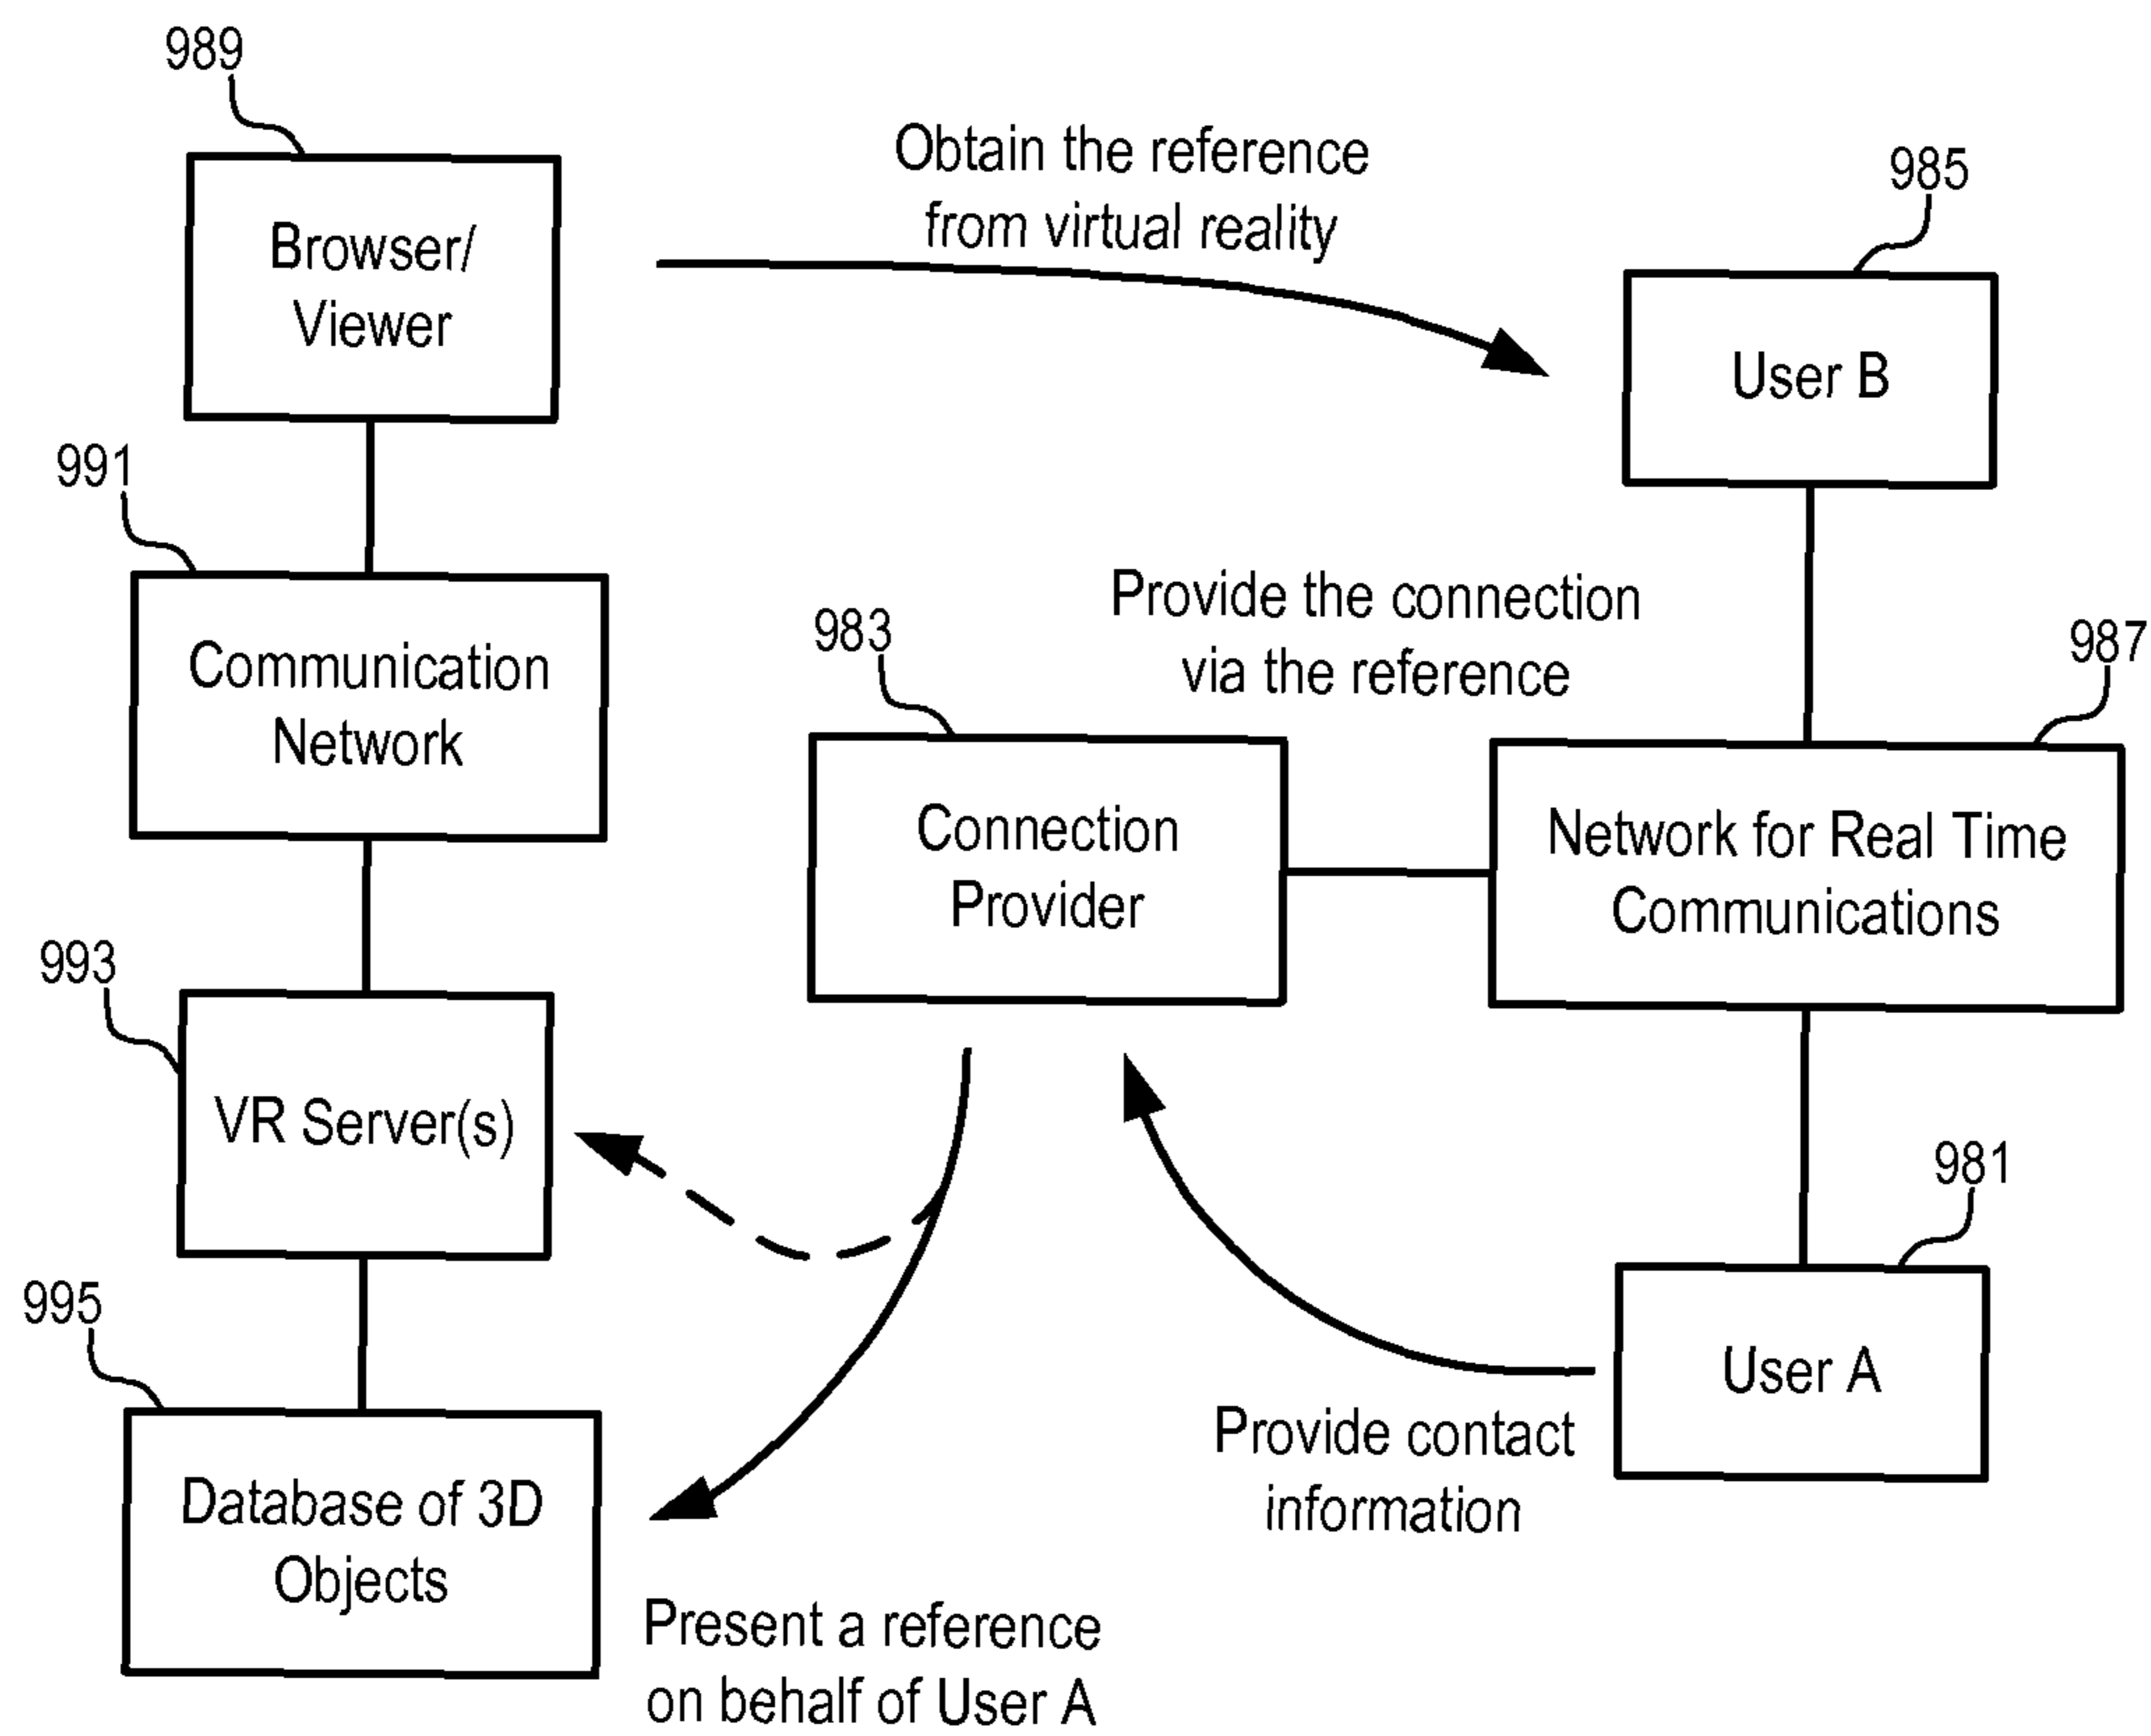 989
Browser/
Viewer
Obtain the reference
from virtual reality
985
User B
991
Communication
Network
Provide the connection
via the reference
983
Connection
Provider
987
Network for Real Time
Communications
993
VR Server(s)
981
User A
Provide contact
information
995
Database of 3D
Objects
Present a reference
on behalf of User A